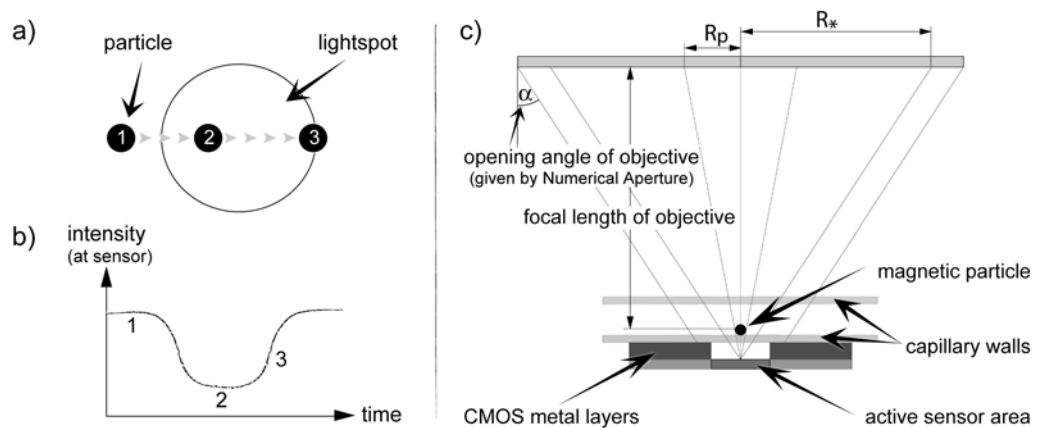 a)
particle
lightspot
1
2
3
b)
intensity
(at sensor)
1
2
3
time
c)
Rp
R*
α
opening angle of objective
(given by Numerical Aperture)
focal length of objective
magnetic particle
capillary walls
CMOS metal layers
active sensor area